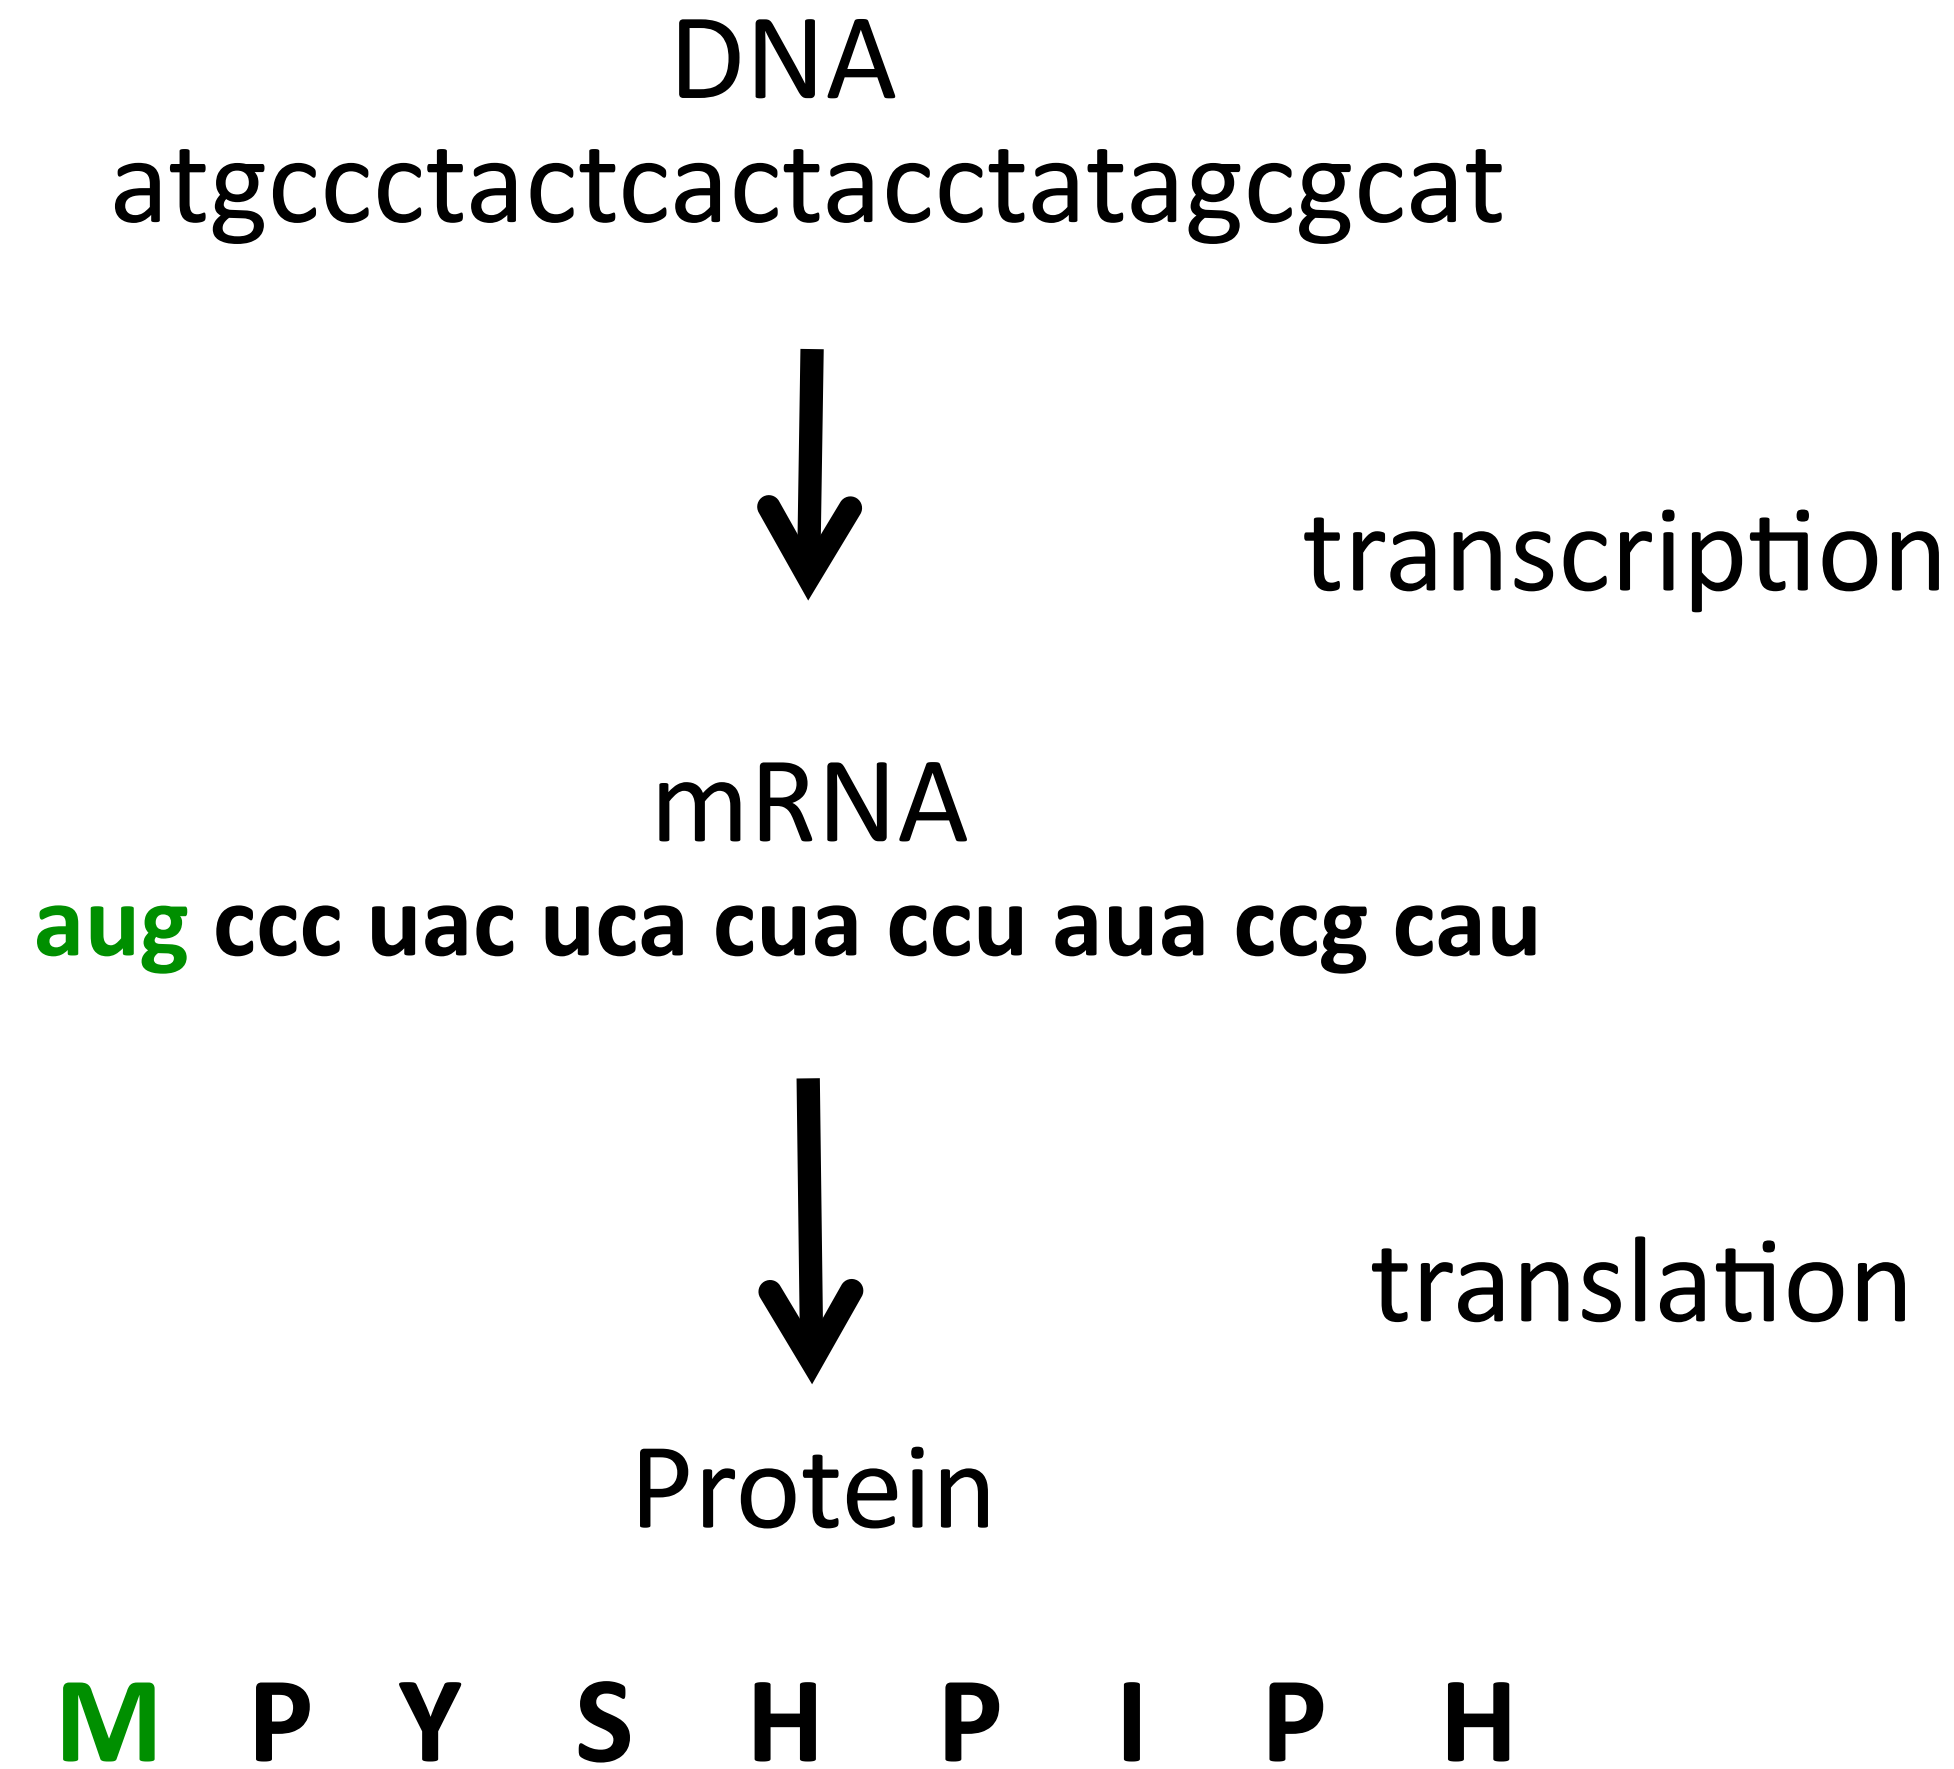 DNA
atgccctactcactacctatagcgcat
transcription
mRNA
aug ccc uac uca cua ccu aua ccg cau
translation
Protein
M P Y S H P I P H